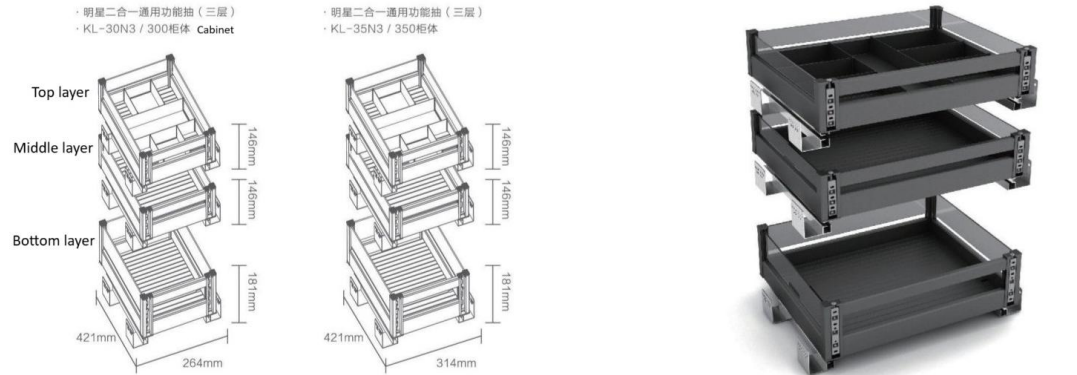 · 明星二合一通用功能抽（三层）
· KL-30N3 / 300柜体 Cabinet
Top layer
Middle layer
Bottom layer
146mm
146mm
181mm
421mm
264mm
· 明星二合一通用功能抽（三层）
· KL-35N3 / 350柜体
146mm
146mm
181mm
421mm
314mm